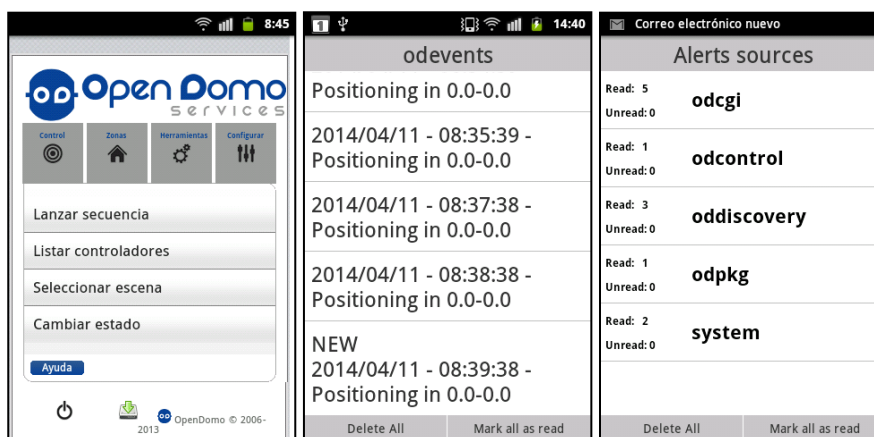 8:45
OD Open Domo
services
Control
Zonas
Herramientas
Configurar
Lanzar secuencia
Listar controladores
Seleccionar escena
Cambiar estado
Ayuda
OpenDomo © 2006-
2013
1
14:40
odevents
Positioning in 0.0-0.0
2014/04/11 - 08:35:39 -
Positioning in 0.0-0.0
2014/04/11 - 08:37:38 -
Positioning in 0.0-0.0
2014/04/11 - 08:38:38 -
Positioning in 0.0-0.0
NEW
2014/04/11 - 08:39:38 -
Positioning in 0.0-0.0
Delete All
Mark all as read
Correo electrónico nuevo
Alerts sources
Read: 5
Unread: 0
odcgi
Read: 1
Unread: 0
odcontrol
Read: 3
Unread: 0
oddiscovery
Read: 1
Unread: 0
odpkg
Read: 2
Unread: 0
system
Delete All
Mark all as read